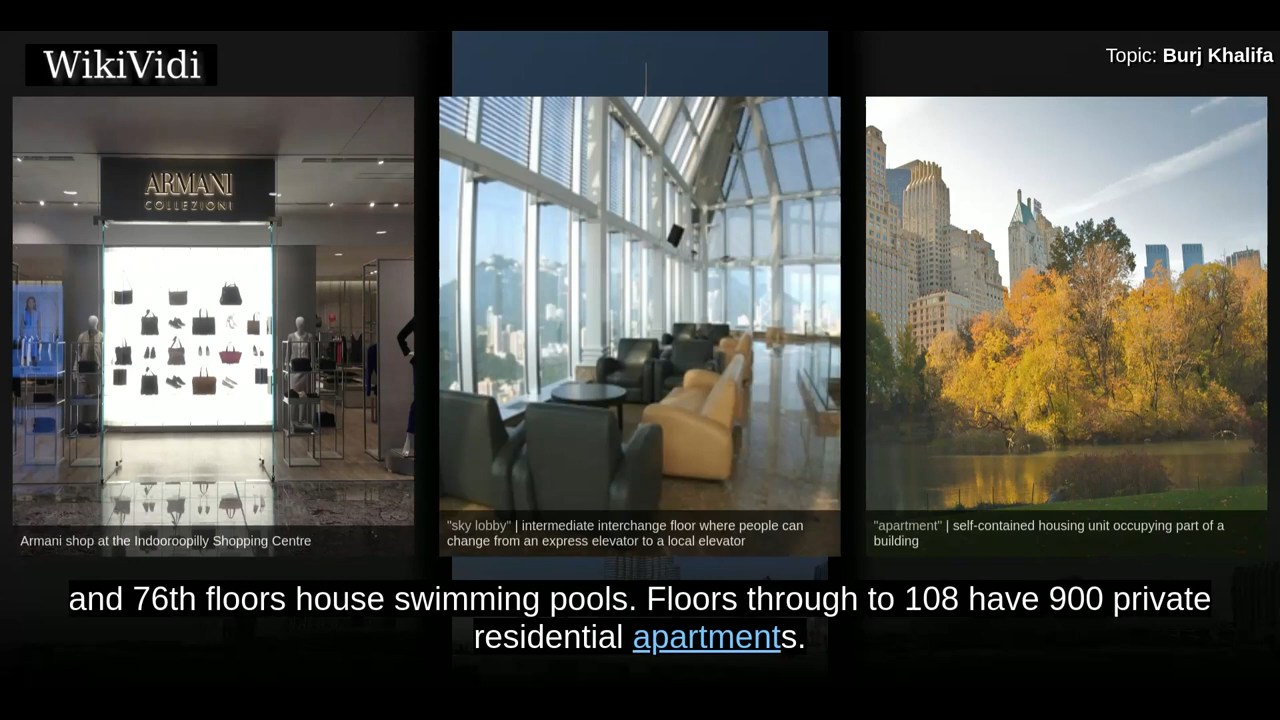 WikiVidi
Topic: Burj Khalifa
ARMANI
COLLEZIONI
Armani shop at the Indooroopilly Shopping Centre
"sky lobby" | intermediate interchange floor where people can
change from an express elevator to a local elevator
"apartment" | self-contained housing unit occupying part of a
building
and 76th floors house swimming pools. Floors through to 108 have 900 private
residential apartments.